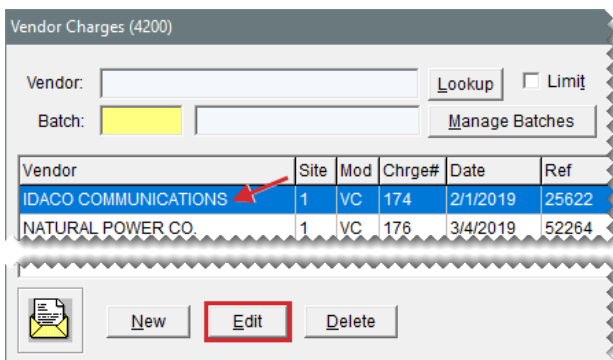 Vendor Charges (4200)
Vendor: Lookup Limit
Batch: Manage Batches
Vendor Site Mod Chrge# Date Ref
IDACO COMMUNICATIONS 1 VC 174 2/1/2019 25622
NATURAL POWER CO. 1 VC 176 3/4/2019 52264
New Edit Delete